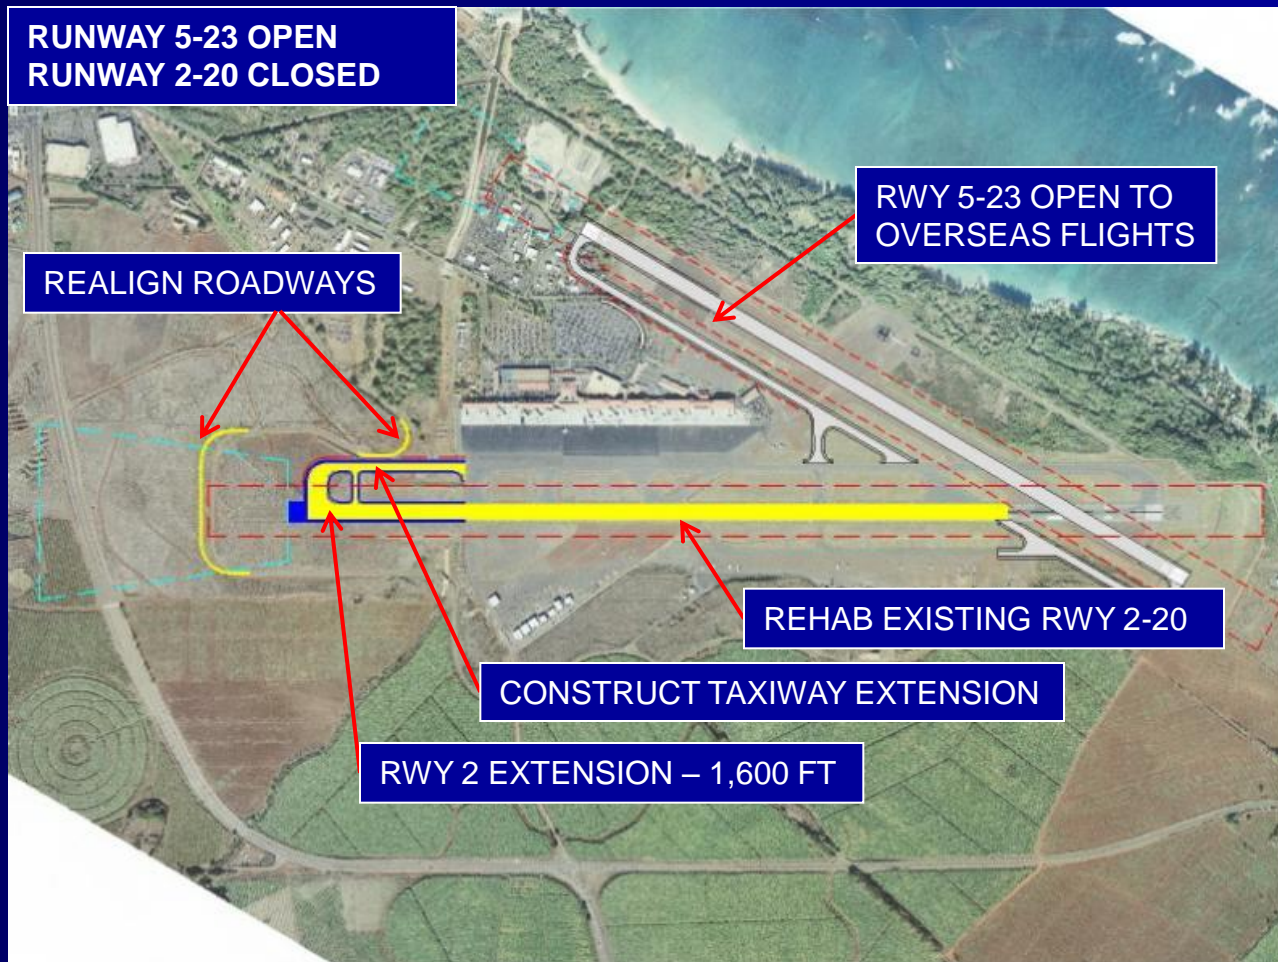 RUNWAY 5-23 OPEN
RUNWAY 2-20 CLOSED
RWY 5-23 OPEN TO
OVERSEAS FLIGHTS
REALIGN ROADWAYS
REHAB EXISTING RWY 2-20
CONSTRUCT TAXIWAY EXTENSION
RWY 2 EXTENSION – 1,600 FT